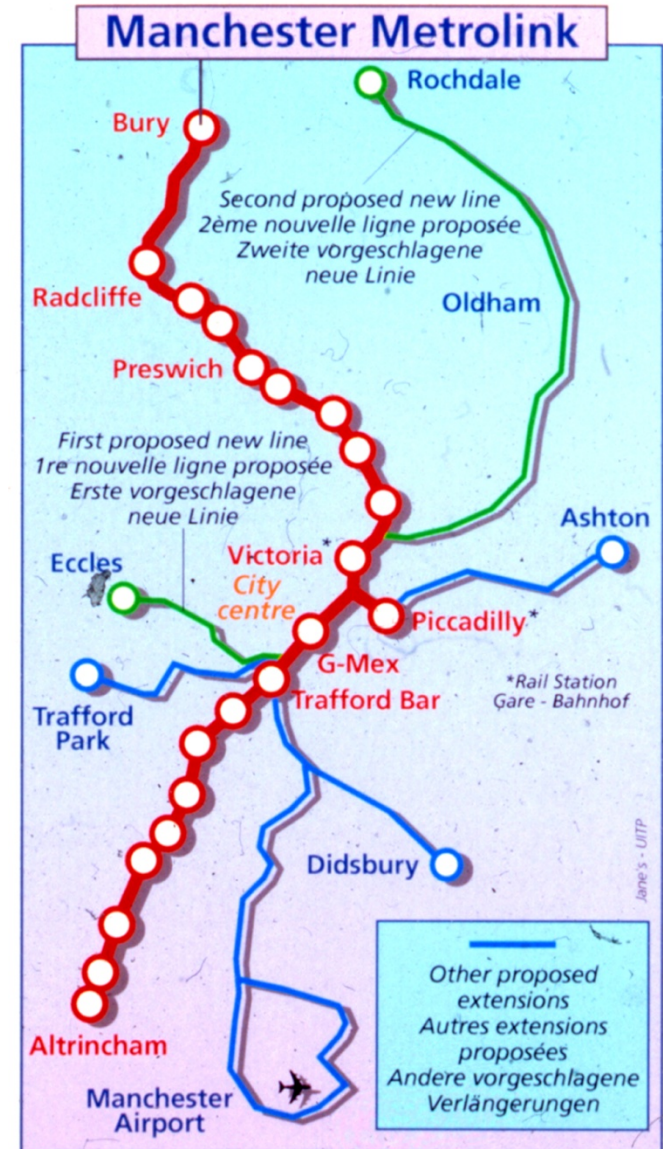 Manchester Metrolink
Rochdale
Bury
Second proposed new line
2ème nouvelle ligne proposée
Zweite vorgeschlagene
neue Linie
Radcliffe
Oldham
Preswich
First proposed new line
1re nouvelle ligne proposée
Erste vorgeschlagene
neue Linie
Ashton
Victoria*
Eccles
City
centre
Piccadilly*
G-Mex
*Rail Station
Gare - Bahnhof
Trafford Bar
Trafford
Park
Didsbury
Jane's - UITP
Other proposed
extensions
Autres extensions
proposées
Andere vorgeschlagene
Verlängerungen
Altrincham
Manchester
Airport